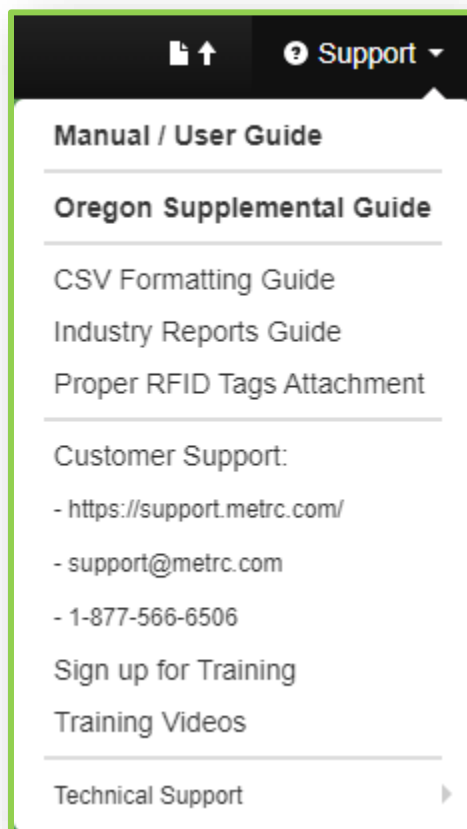 Support
Manual / User Guide
Oregon Supplemental Guide
CSV Formatting Guide
Industry Reports Guide
Proper RFID Tags Attachment
Customer Support:
- https://support.metrc.com/
- support@metrc.com
- 1-877-566-6506
Sign up for Training
Training Videos
Technical Support